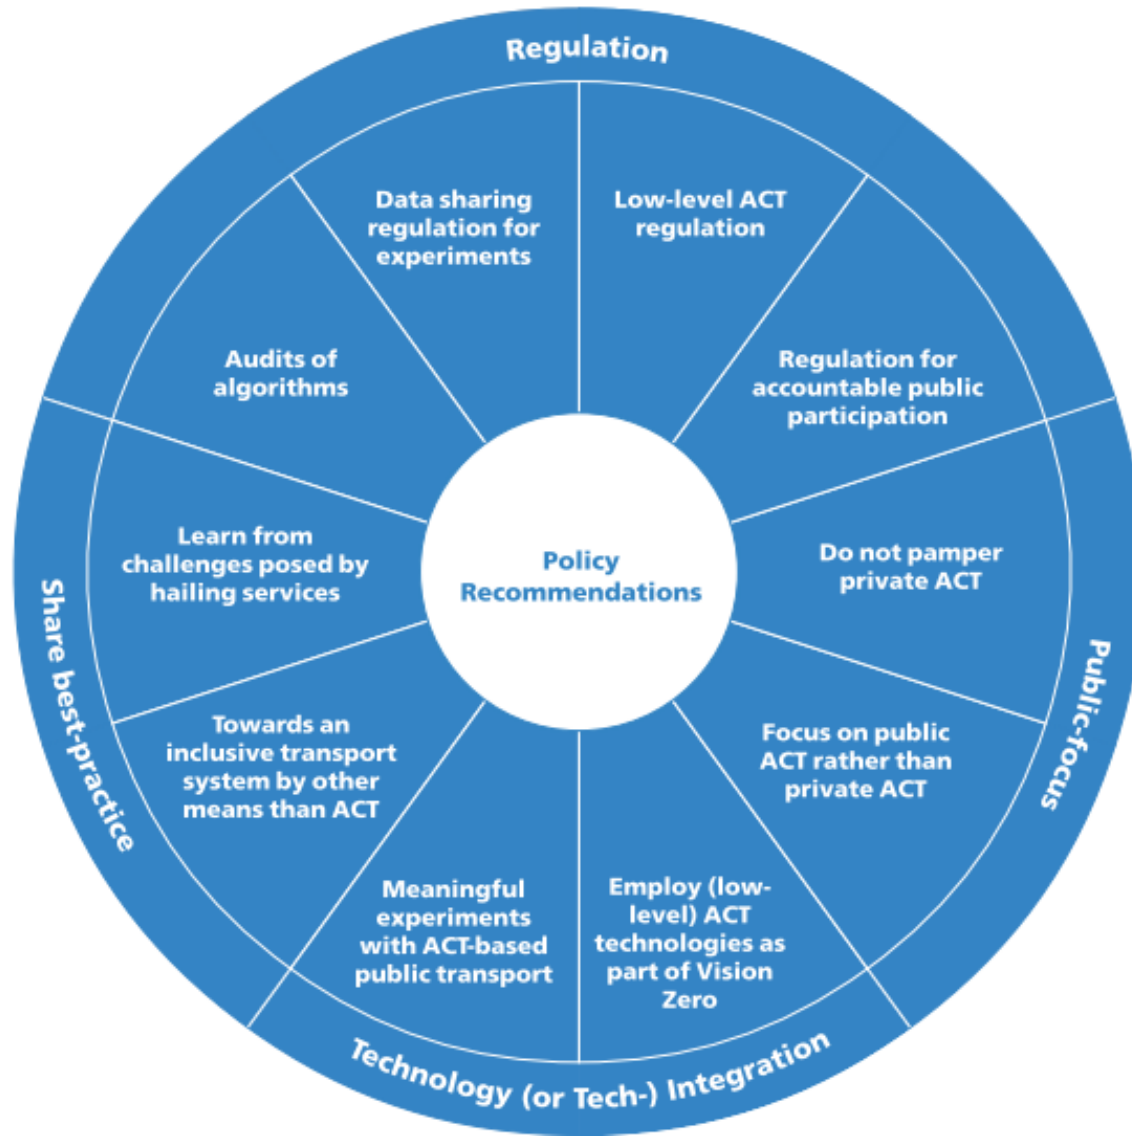 Regulation
Data sharing
regulation for
experiments
Low-level ACT
regulation
Audits of
algorithms
Regulation for
accountable public
participation
Learn from
challenges posed by
hailing services
Policy
Recommendations
Do not pamper
private ACT
Share best-practice
Public-focus
Towards an
inclusive transport
system by other
means than ACT
Focus on public
ACT rather than
private ACT
Meaningful
experiments
with ACT-based
public transport
Employ (low-
level) ACT
technologies as
part of Vision
Zero
Technology (or Tech-) Integration